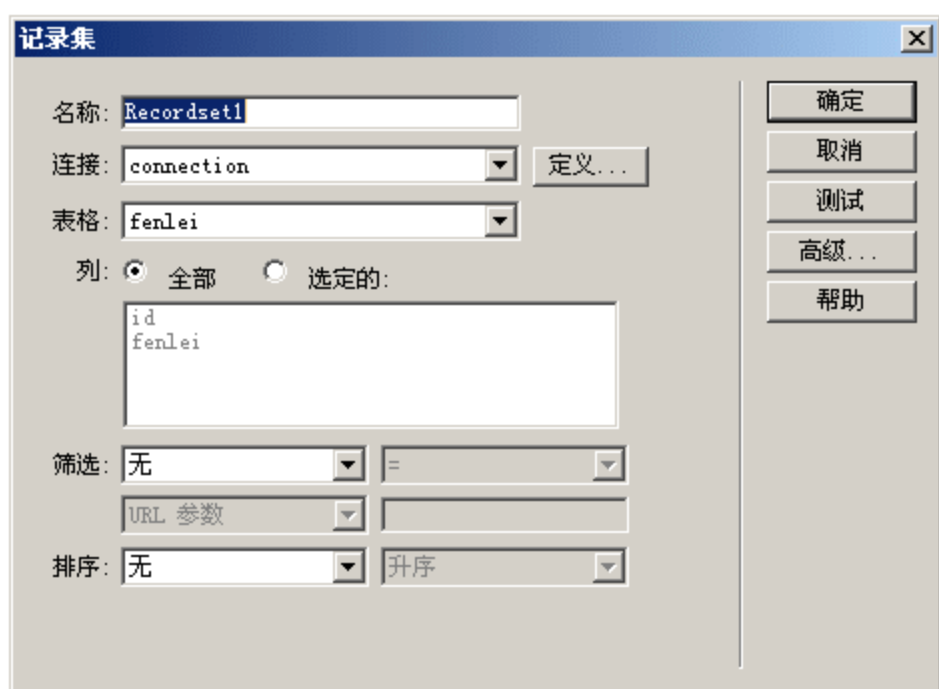 记录集
名称: Recordset1
确定
连接: connection 定义...
取消
表格: fenlei
测试
列: 全部 选定的:
高级...
id
帮助
fenlei
筛选: 无 =
URL 参数
排序: 无 升序